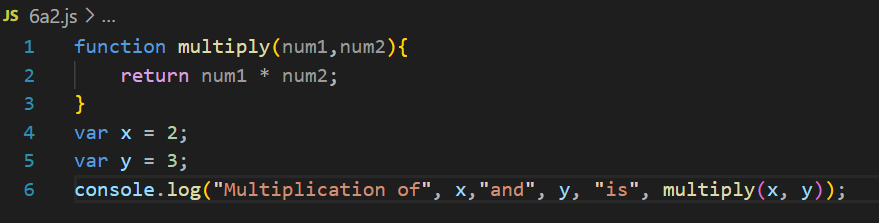 JS 6a2.js > ...
1 function multiply(num1,num2){
2     return num1 * num2;
3 }
4 var x = 2;
5 var y = 3;
6 console.log("Multiplication of", x,"and", y, "is", multiply(x, y));